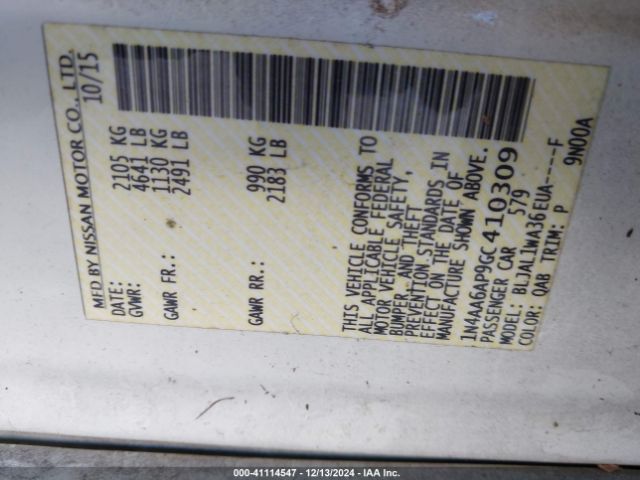 MFD BY NISSAN MOTOR CO., LTD.
DATE: 10/15
GVWR: 2105 KG
4641 LB
GAWR FR.: 1130 KG
2491 LB
GAWR RR.: 990 KG
2183 LB
THIS VEHICLE CONFORMS TO
ALL APPLICABLE FEDERAL
MOTOR VEHICLE SAFETY,
BUMPER, AND THEFT
PREVENTION STANDARDS IN
EFFECT ON THE DATE OF
MANUFACTURE SHOWN ABOVE.
1N4AA6AP9GC410309
PASSENGER CAR 579
MODEL: BLJAL1WA36EUA----F
COLOR: QAB TRIM: P 9N00A
000-41114547 - 12/13/2024 - IAA Inc.